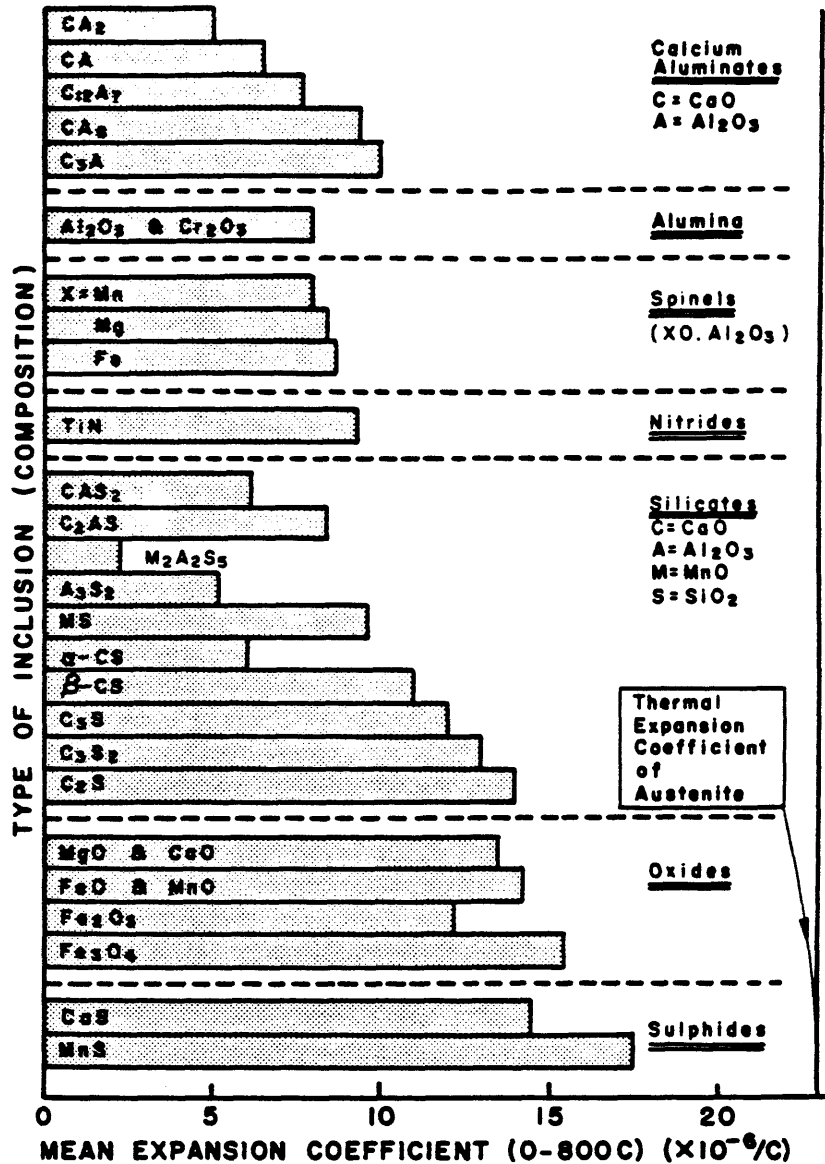 TYPE OF INCLUSION (COMPOSITION)
CA₂
CA
C₁₂A₇
CA₆
C₃A
Calcium
Aluminates
C = CaO
A = Al₂O₃
Al₂O₃ & Cr₂O₃
Alumina
X = Mn
Mg
Fe
Spinels
(XO. Al₂O₃)
TiN
Nitrides
CAS₂
C₂AS
M₂A₂S₅
A₃S₂
MS
α-CS
β-CS
C₃S
C₃S₂
C₂S
Silicates
C=CaO
A=Al₂O₃
M=MnO
S=SiO₂
Thermal
Expansion
Coefficient
of
Austenite
MgO & CaO
FeO & MnO
Fe₂O₃
Fe₃O₄
Oxides
CaS
MnS
Sulphides
0 5 10 15 20
MEAN EXPANSION COEFFICIENT (0-800C) (×10⁻⁶/C)